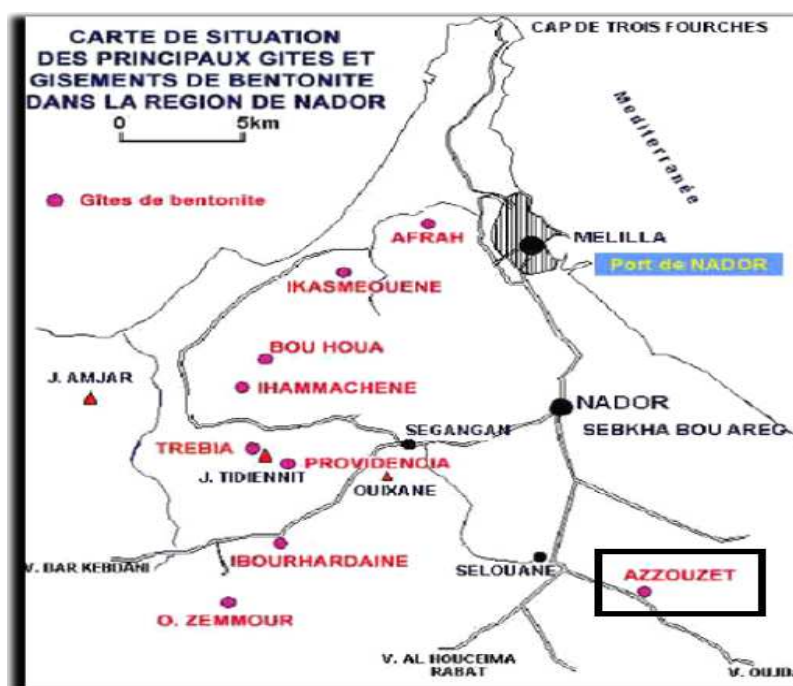 CAP DE TROIS FOURCHES
CARTE DE SITUATION
DES PRINCIPAUX GITES ET
GISEMENTS DE BENTONITE
DANS LA REGION DE NADOR
0 5km
Mediterranée
Gîtes de bentonite
AFRAH
MELILLA
Port de NADOR
IKASMEOUENE
BOU HOUA
J. AMJAR
IHAMMACHENE
NADOR
SEGANGAN
SEBKHA BOU AREG
TREBIA
PROVIDENCIA
J. TIDIENNIT
OUIXANE
IBOURHARDAINE
V. BAR KEBDANI
SELOUANE
AZZOUZET
O. ZEMMOUR
V. AL HOUCEIMA
RABAT
V. OUJDA